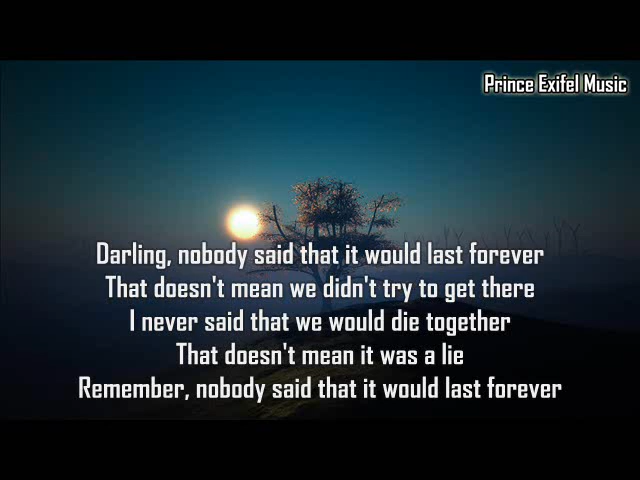 Prince Exifel Music
Darling, nobody said that it would last forever
That doesn't mean we didn't try to get there
I never said that we would die together
That doesn't mean it was a lie
Remember, nobody said that it would last forever